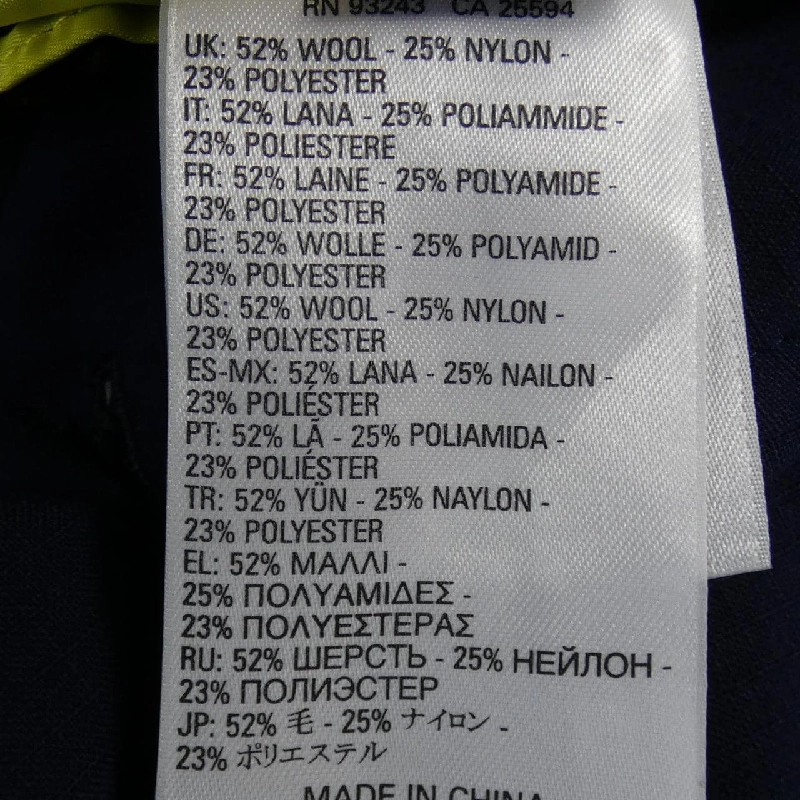 RN 93243 CA 25594
UK: 52% WOOL - 25% NYLON -
23% POLYESTER
IT: 52% LANA - 25% POLIAMMIDE -
23% POLIESTERE
FR: 52% LAINE - 25% POLYAMIDE -
23% POLYESTER
DE: 52% WOLLE - 25% POLYAMID -
23% POLYESTER
US: 52% WOOL - 25% NYLON -
23% POLYESTER
ES-MX: 52% LANA - 25% NAILON -
23% POLIÉSTER
PT: 52% LÃ - 25% POLIAMIDA -
23% POLIÉSTER
TR: 52% YÜN - 25% NAYLON -
23% POLYESTER
EL: 52% ΜΑΛΛΙ -
25% ΠΟΛΥΑΜΙΔΕΣ -
23% ΠΟΛΥΕΣΤΕΡΑΣ
RU: 52% ШЕРСТЬ - 25% НЕЙЛОН -
23% ПОЛИЭСТЕР
JP: 52% 毛 - 25% ナイロン -
23% ポリエステル
MADE IN CHINA